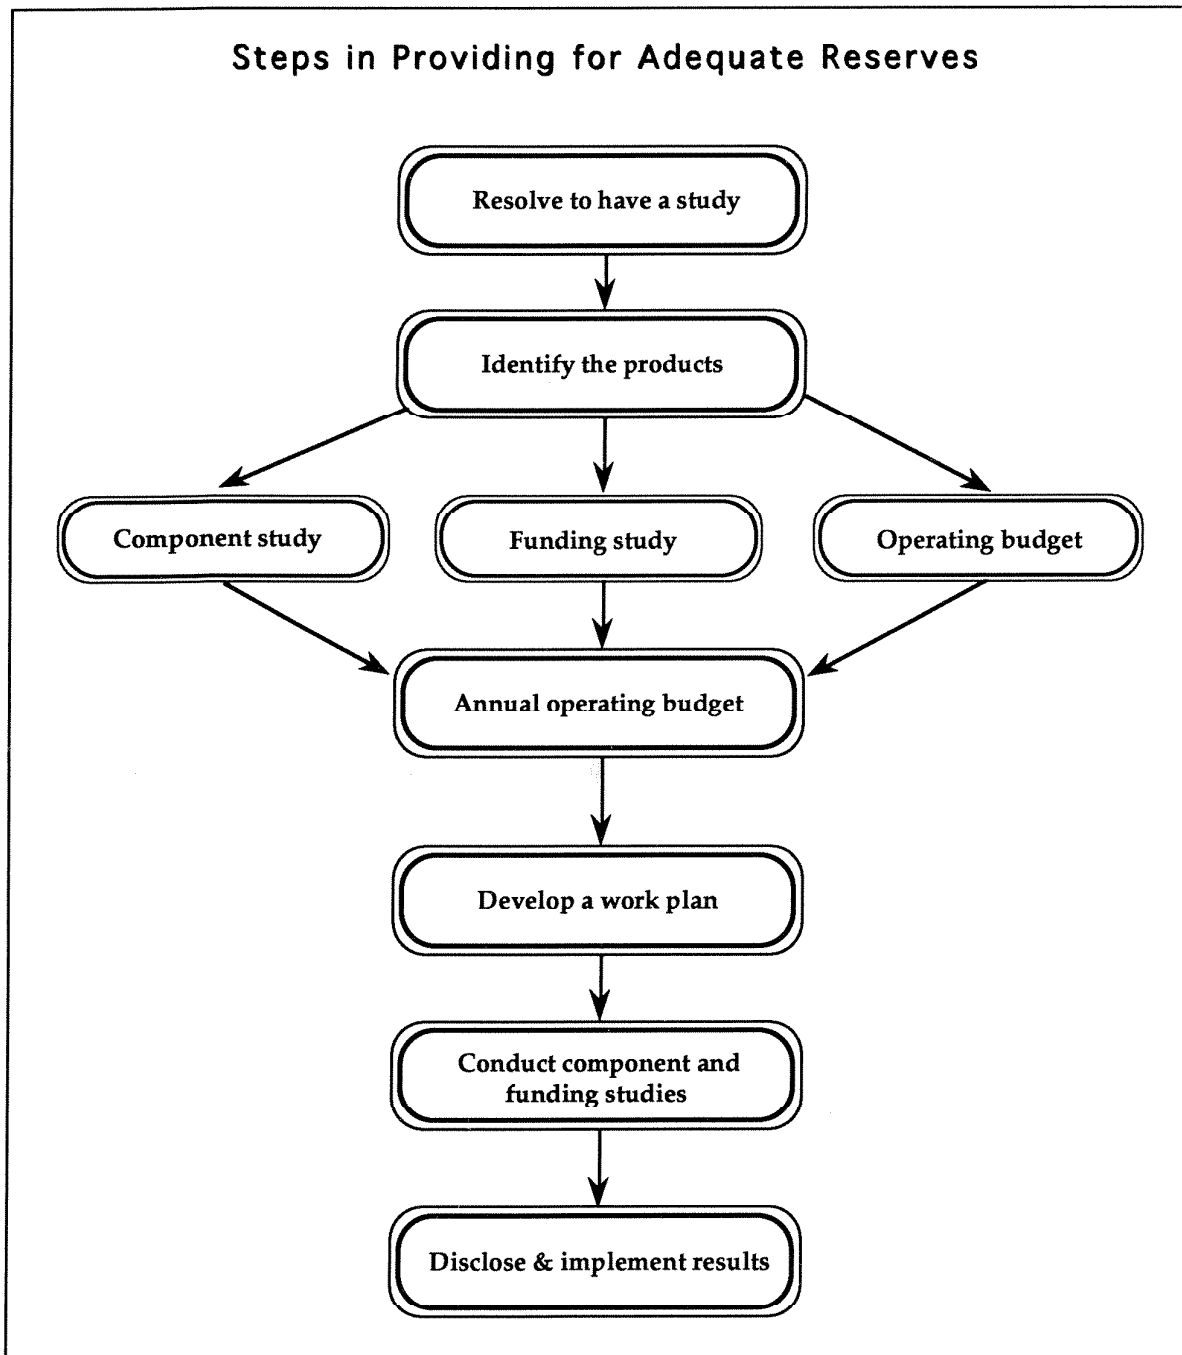 Steps in Providing for Adequate Reserves
Resolve to have a study
Identify the products
Component study
Funding study
Operating budget
Annual operating budget
Develop a work plan
Conduct component and
funding studies
Disclose & implement results